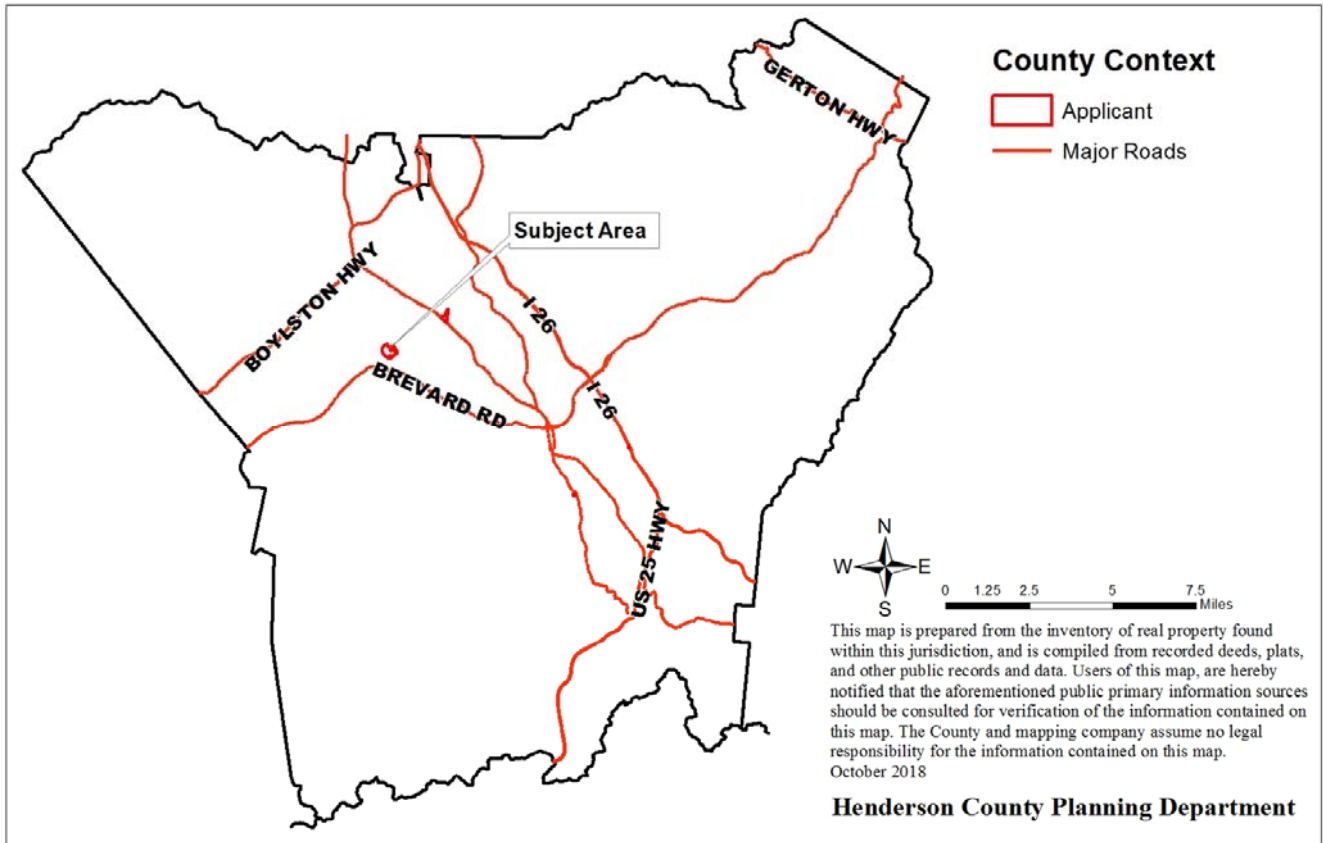 County Context
Applicant
Major Roads
GERTON HWY
Subject Area
BOYLSTON HWY
I 26
BREVARD RD
I 26
US 25 HWY
N
W E
S
0 1.25 2.5 5 7.5
Miles
This map is prepared from the inventory of real property found
within this jurisdiction, and is compiled from recorded deeds, plats,
and other public records and data. Users of this map, are hereby
notified that the aforementioned public primary information sources
should be consulted for verification of the information contained on
this map. The County and mapping company assume no legal
responsibility for the information contained on this map.
October 2018
Henderson County Planning Department